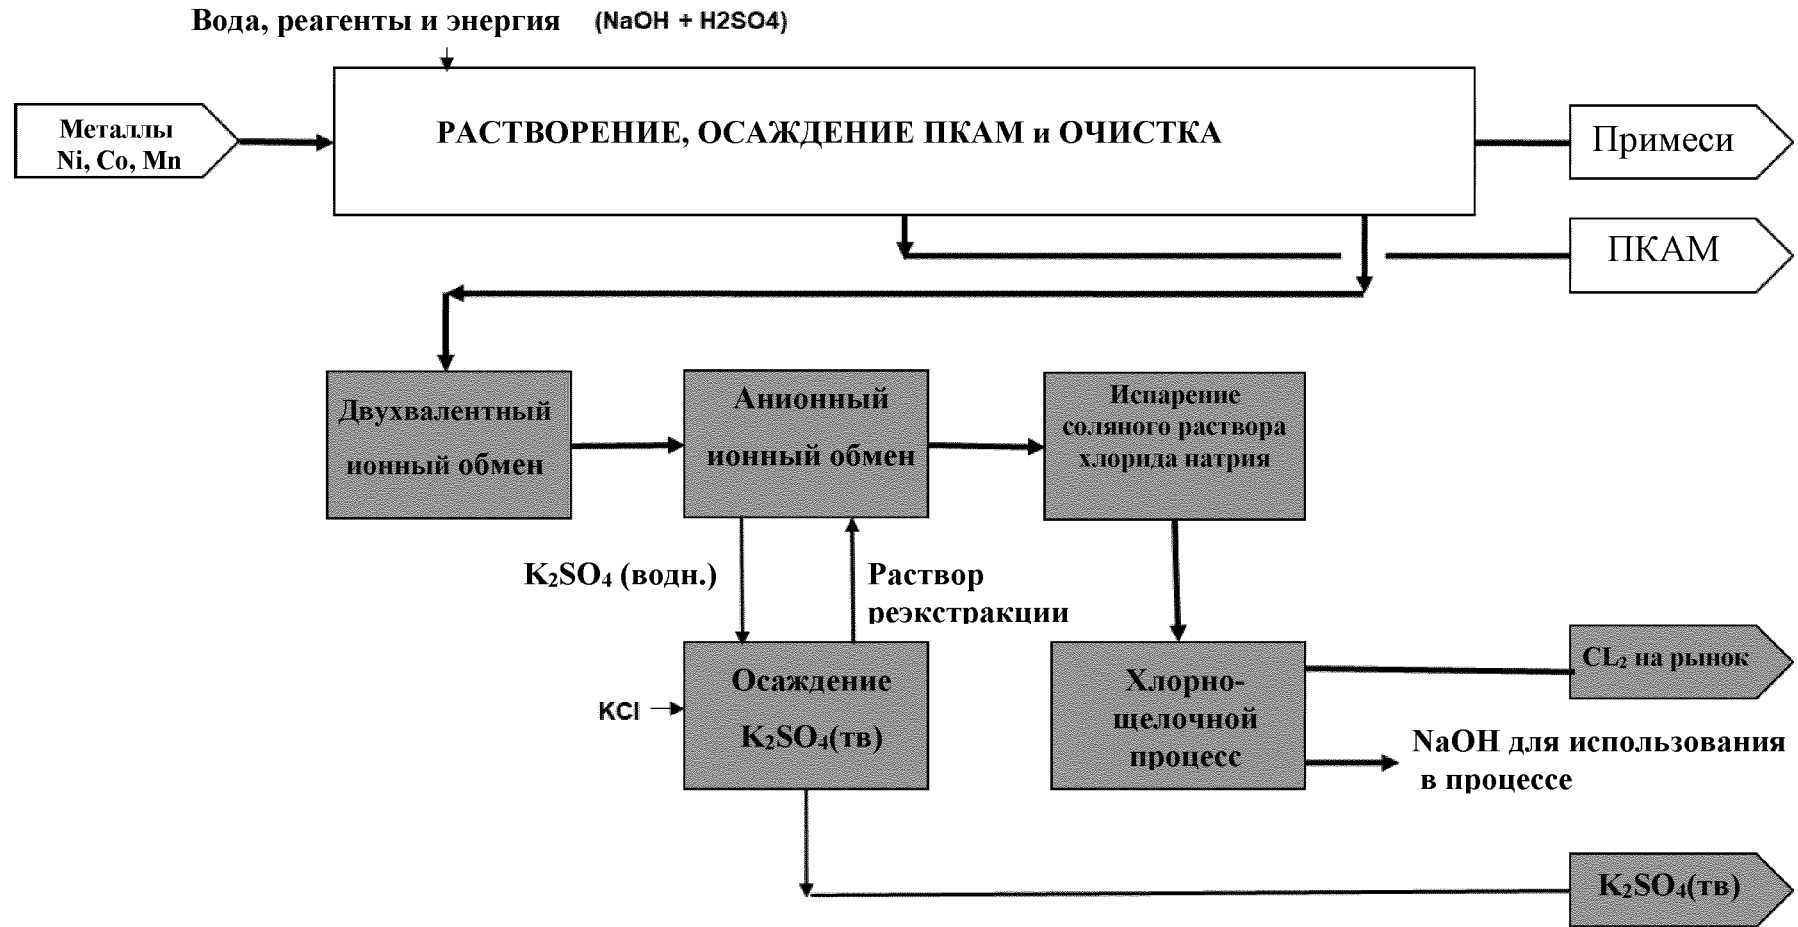 Вода, реагенты и энергия (NaOH + H2SO4)
Металлы
Ni, Co, Mn
РАСТВОРЕНИЕ, ОСАЖДЕНИЕ ПКАМ и ОЧИСТКА
Примеси
ПКАМ
Двухвалентный
ионный обмен
Анионный
ионный обмен
Испарение
соляного раствора
хлорида натрия
K₂SO₄ (водн.)
Раствор
реэкстракции
KCl
Осаждение
K₂SO₄(тв)
Хлорно-
щелочной
процесс
CL₂ на рынок
NaOH для использования
в процессе
K₂SO₄(тв)